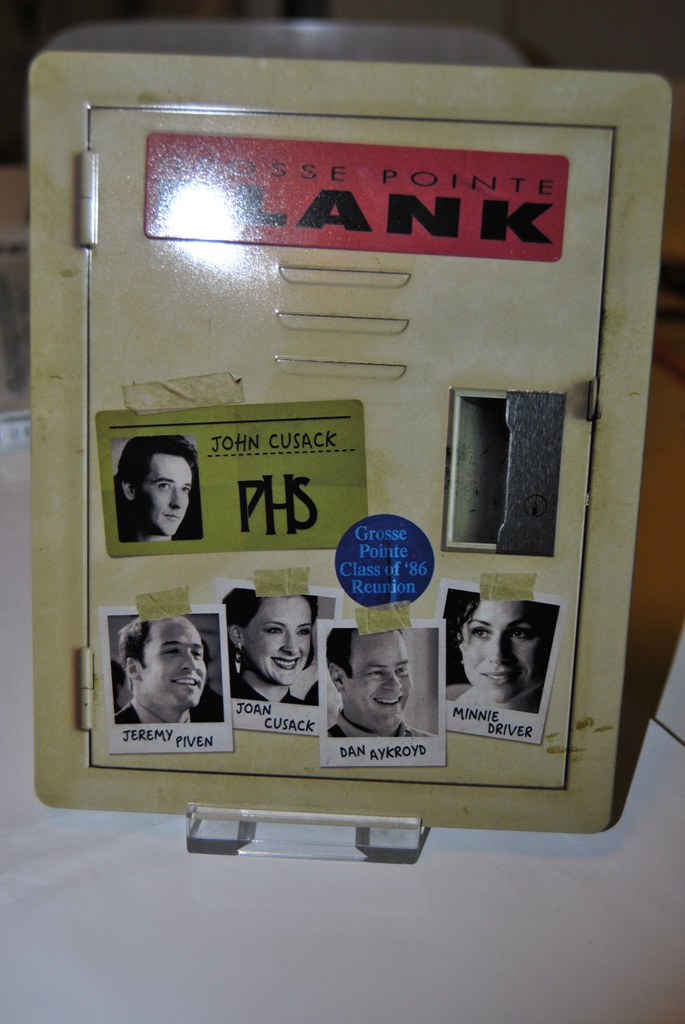 GROSSE POINTE
BLANK
JOHN CUSACK
PHS
Grosse
Pointe
Class of '86
Reunion
JEREMY PIVEN
JOAN
CUSACK
DAN AYKROYD
MINNIE
DRIVER